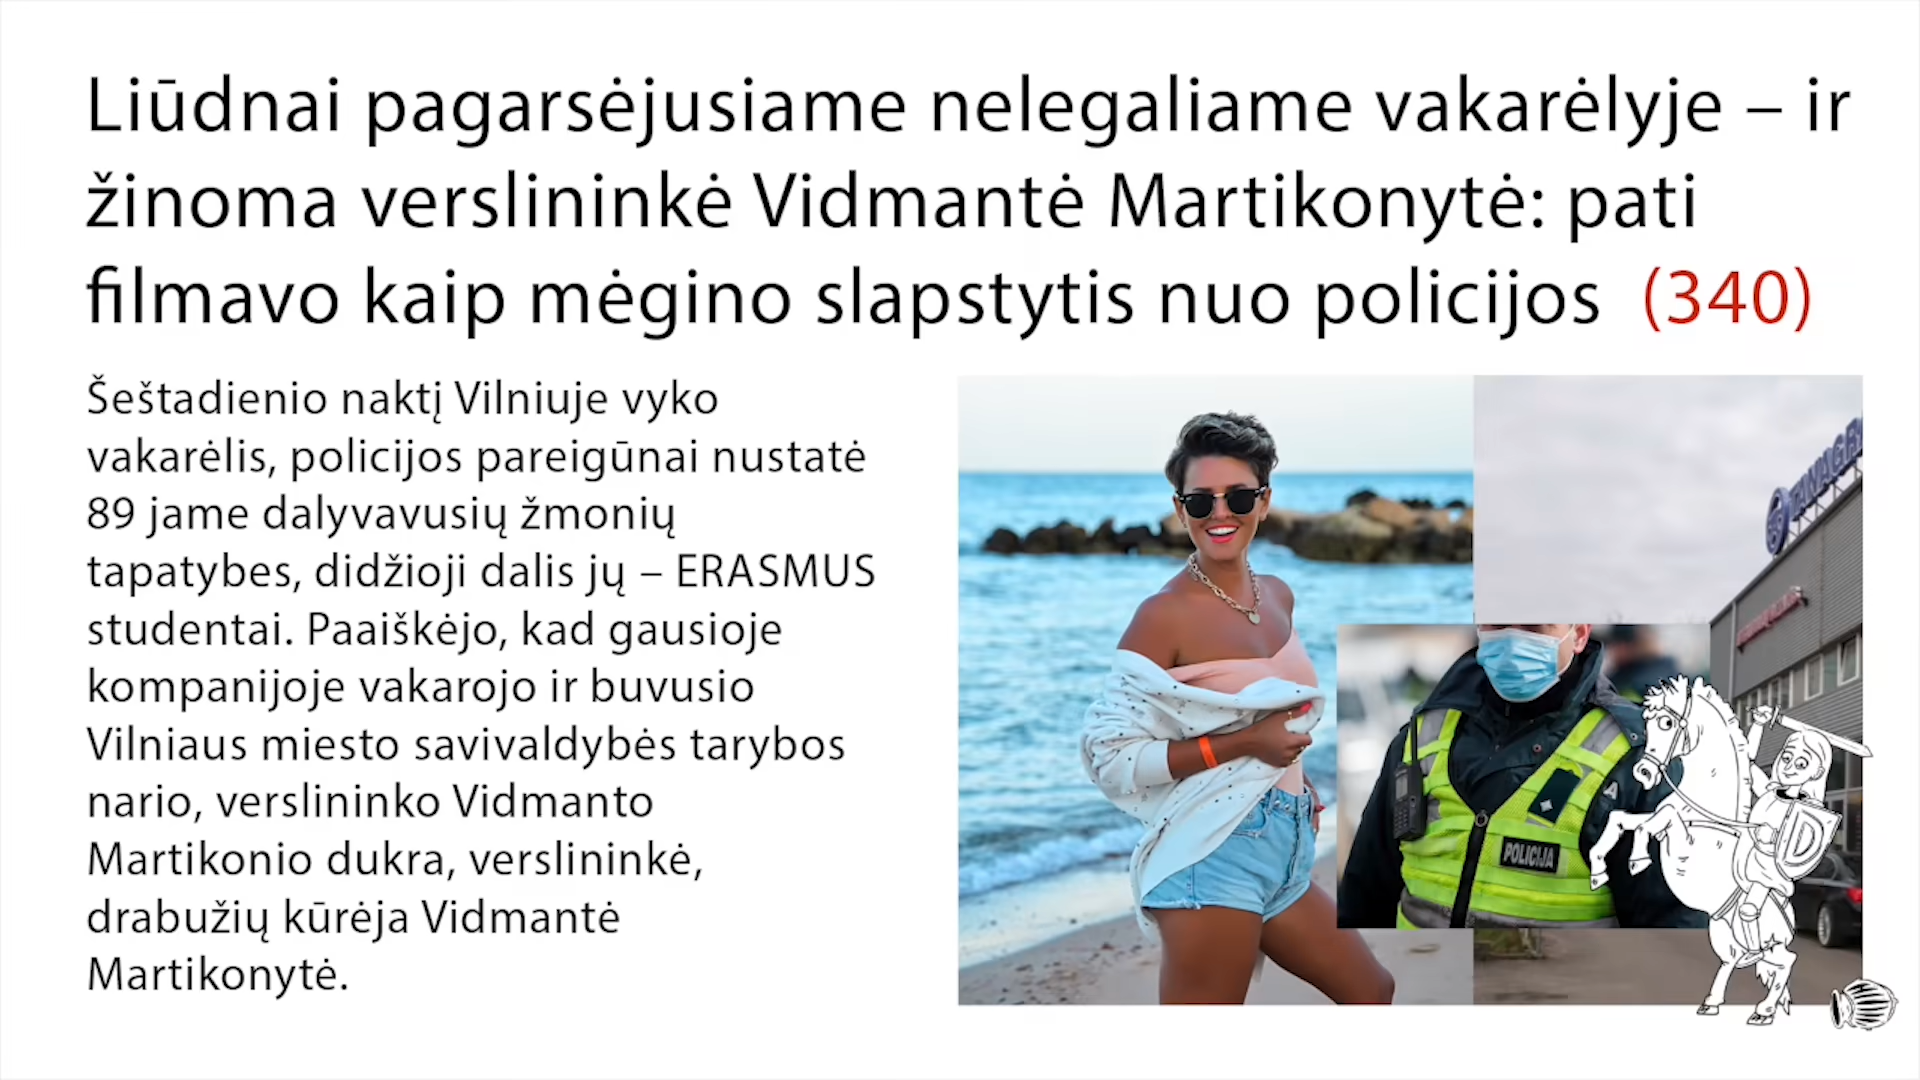 Liūdnai pagarsėjusiame nelegaliame vakarėlyje – ir
žinoma verslininkė Vidmantė Martikonytė: pati
filmavo kaip mėgino slapstytis nuo policijos (340)
Šeštadienio naktį Vilniuje vyko
vakarėlis, policijos pareigūnai nustatė
89 jame dalyvavusių žmonių
tapatybes, didžioji dalis jų – ERASMUS
studentai. Paaiškėjo, kad gausioje
kompanijoje vakarojo ir buvusio
Vilniaus miesto savivaldybės tarybos
nario, verslininko Vidmanto
Martikonio dukra, verslininkė,
drabužių kūrėja Vidmantė
Martikonytė.
POLICIJA
D